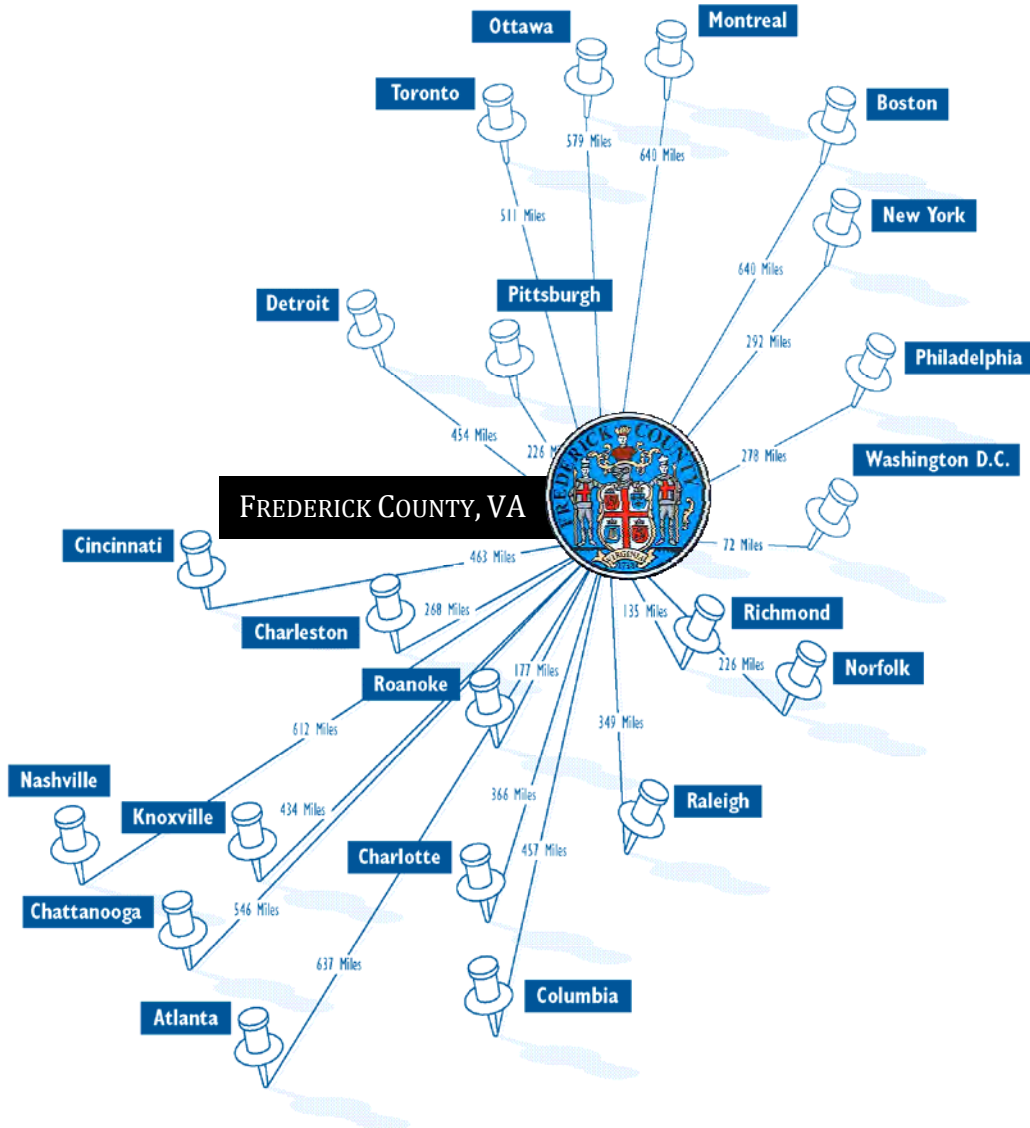 Ottawa
Montreal
Toronto
Boston
579 Miles
640 Miles
New York
511 Miles
640 Miles
Pittsburgh
Detroit
292 Miles
Philadelphia
454 Miles
226
278 Miles
Washington D.C.
FREDERICK COUNTY
VIRGINIA
FREDERICK COUNTY, VA
Cincinnati
463 Miles
72 Miles
268 Miles
135 Miles
Richmond
Charleston
226 Miles
Norfolk
Roanoke
177 Miles
349 Miles
612 Miles
Nashville
Knoxville
434 Miles
366 Miles
Raleigh
Charlotte
457 Miles
Chattanooga
546 Miles
637 Miles
Columbia
Atlanta